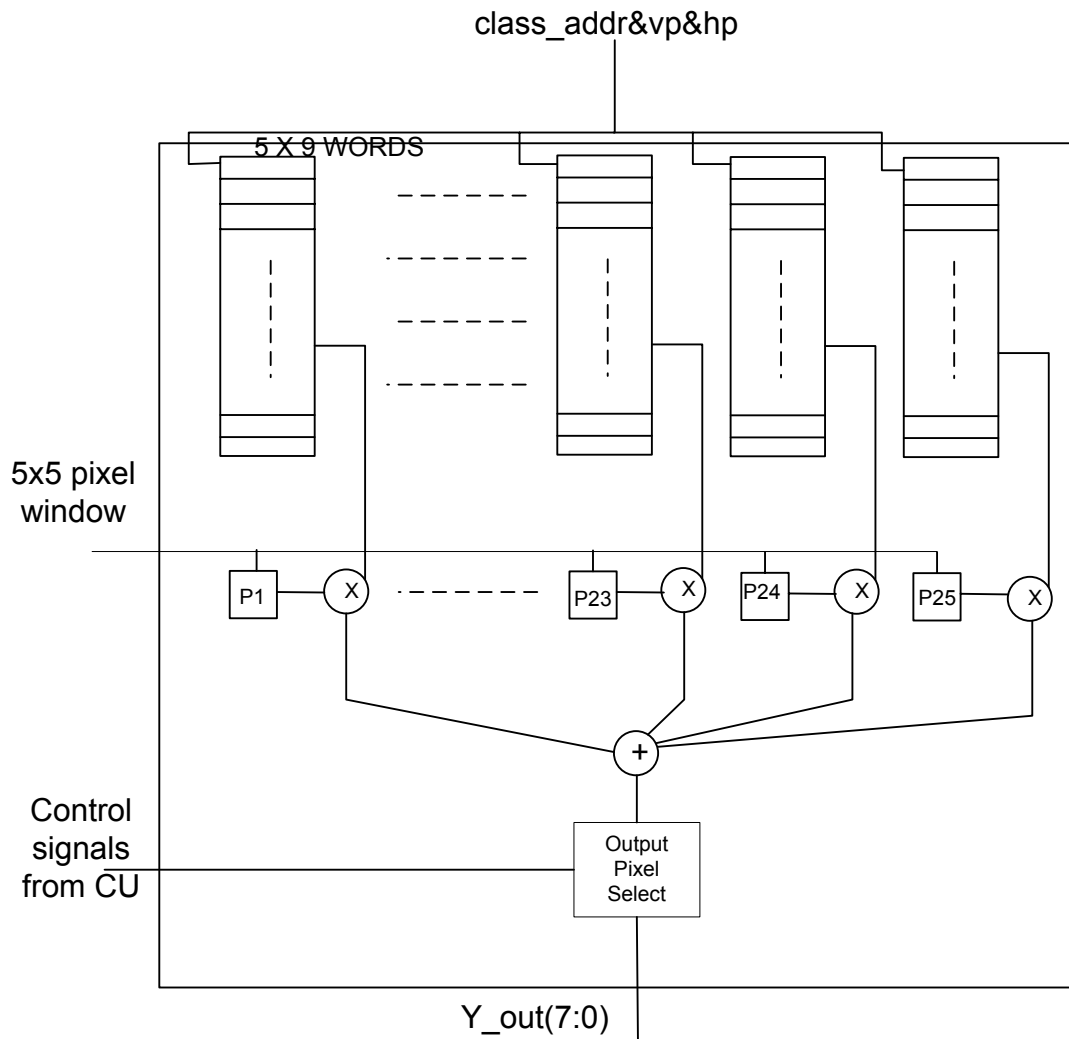 class_addr&vp&hp
5 X 9 WORDS
5x5 pixel
window
P1
X
P23
X
P24
X
P25
X
+
Control
signals
from CU
Output
Pixel
Select
Y_out(7:0)